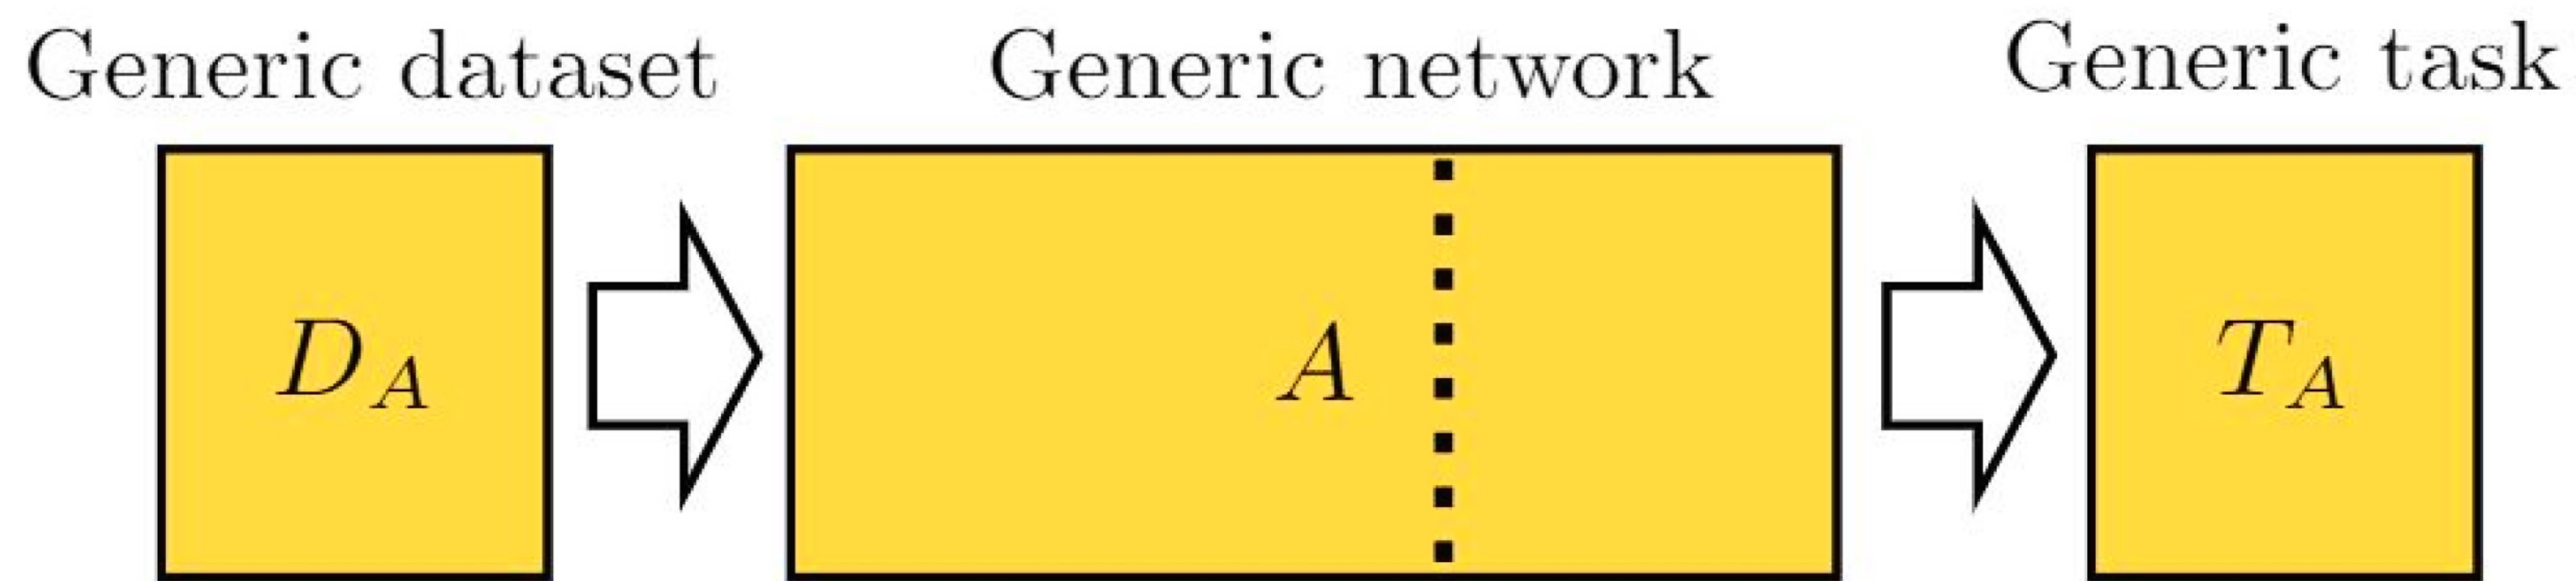 Generic dataset
Generic network
Generic task
D_A
A
T_A